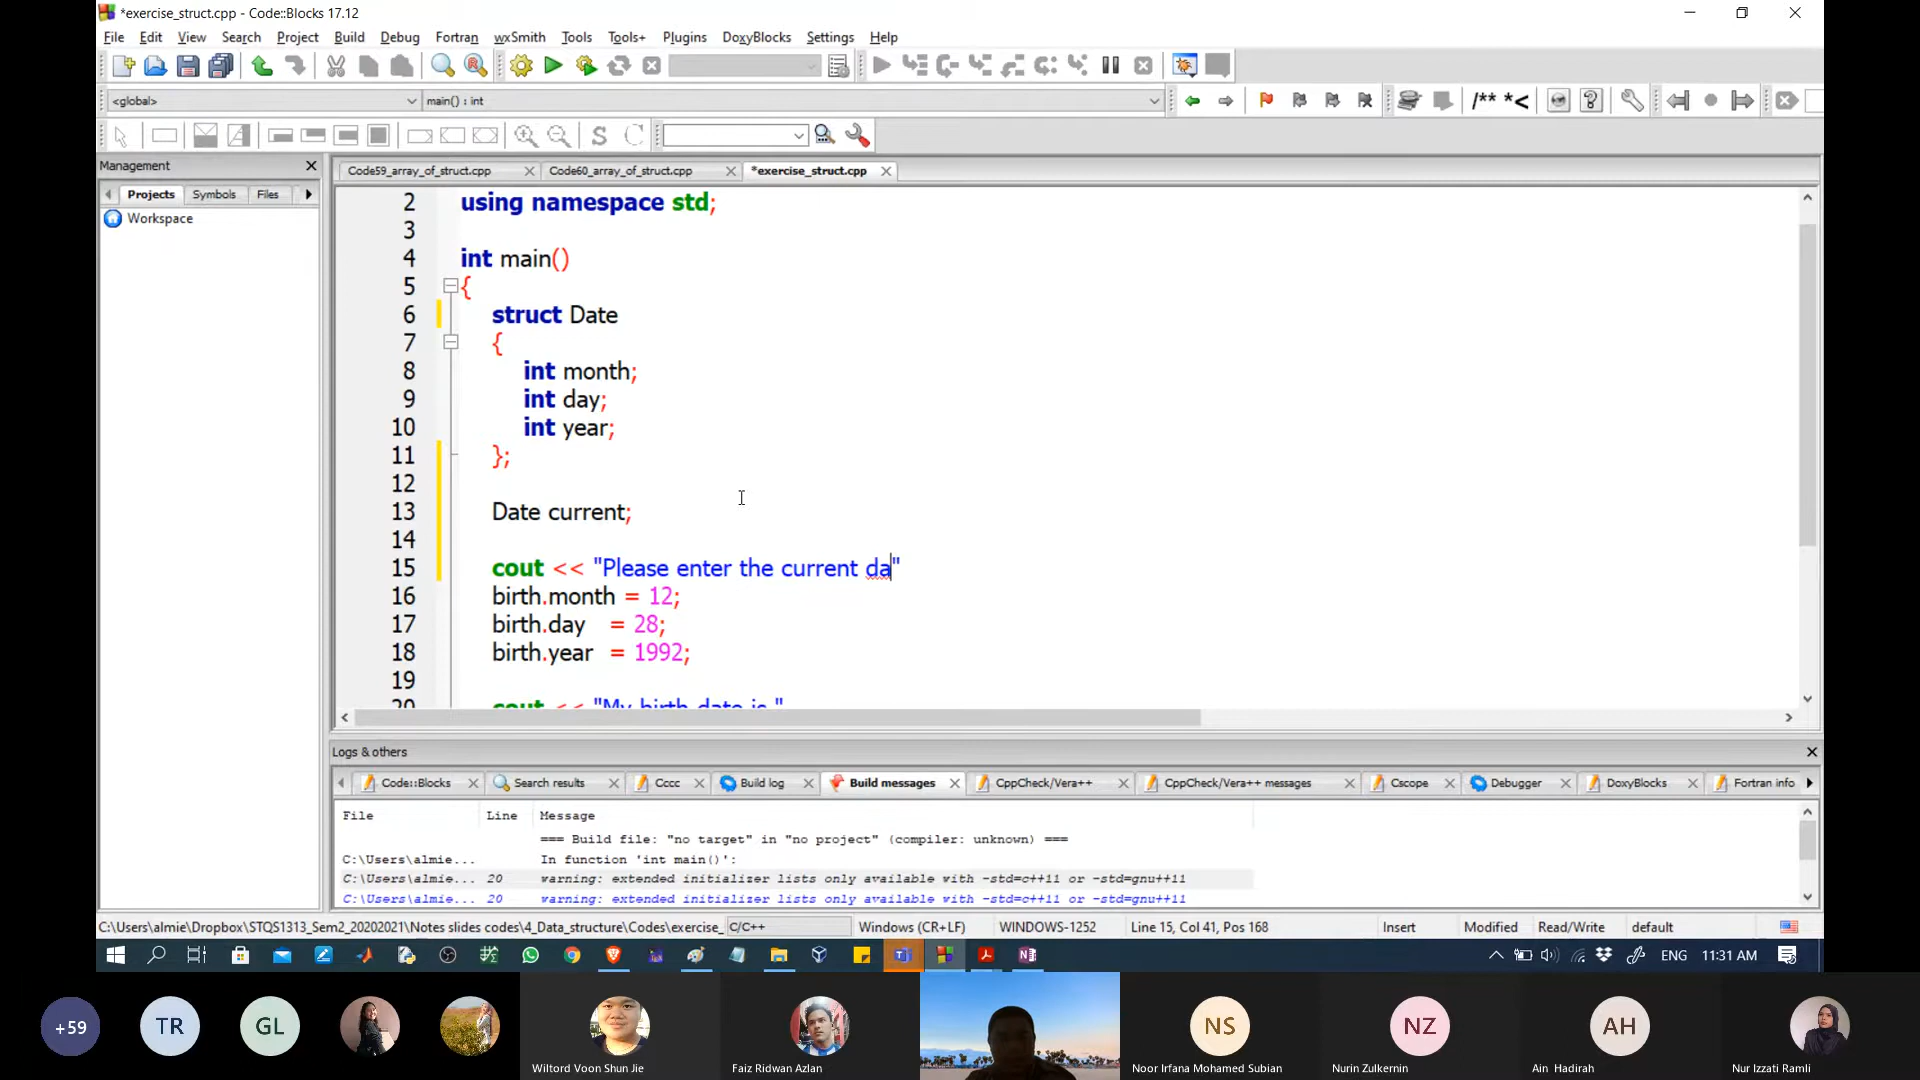 *exercise_struct.cpp - Code::Blocks 17.12
File Edit View Search Project Build Debug Fortran wxSmith Tools Tools+ Plugins DoxyBlocks Settings Help
<global> main() : int /** *<
Management
Projects Symbols Files
Workspace
Code59_array_of_struct.cpp Code60_array_of_struct.cpp *exercise_struct.cpp
2 using namespace std;
3
4 int main()
5 {
6 struct Date
7 {
8 int month;
9 int day;
10 int year;
11 };
12
13 Date current;
14
15 cout << "Please enter the current da"
16 birth.month = 12;
17 birth.day = 28;
18 birth.year = 1992;
19
20 cout << "My birth date is "
Logs & others
Code::Blocks Search results Cccc Build log Build messages CppCheck/Vera++ CppCheck/Vera++ messages Cscope Debugger DoxyBlocks Fortran info
File Line Message
=== Build file: "no target" in "no project" (compiler: unknown) ===
C:\Users\almie... In function 'int main()':
C:\Users\almie... 20 warning: extended initializer lists only available with -std=c++11 or -std=gnu++11
C:\Users\almie... 20 warning: extended initializer lists only available with -std=c++11 or -std=gnu++11
C:\Users\almie\Dropbox\STQS1313_Sem2_20202021\Notes slides codes\4_Data_structure\Codes\exercise_ C/C++ Windows (CR+LF) WINDOWS-1252 Line 15, Col 41, Pos 168 Insert Modified Read/Write default
ENG 11:31 AM
+59 TR GL NS NZ AH
Wiltord Voon Shun Jie Faiz Ridwan Azlan Noor Irfana Mohamed Subian Nurin Zulkernin Ain Hadirah Nur Izzati Ramli